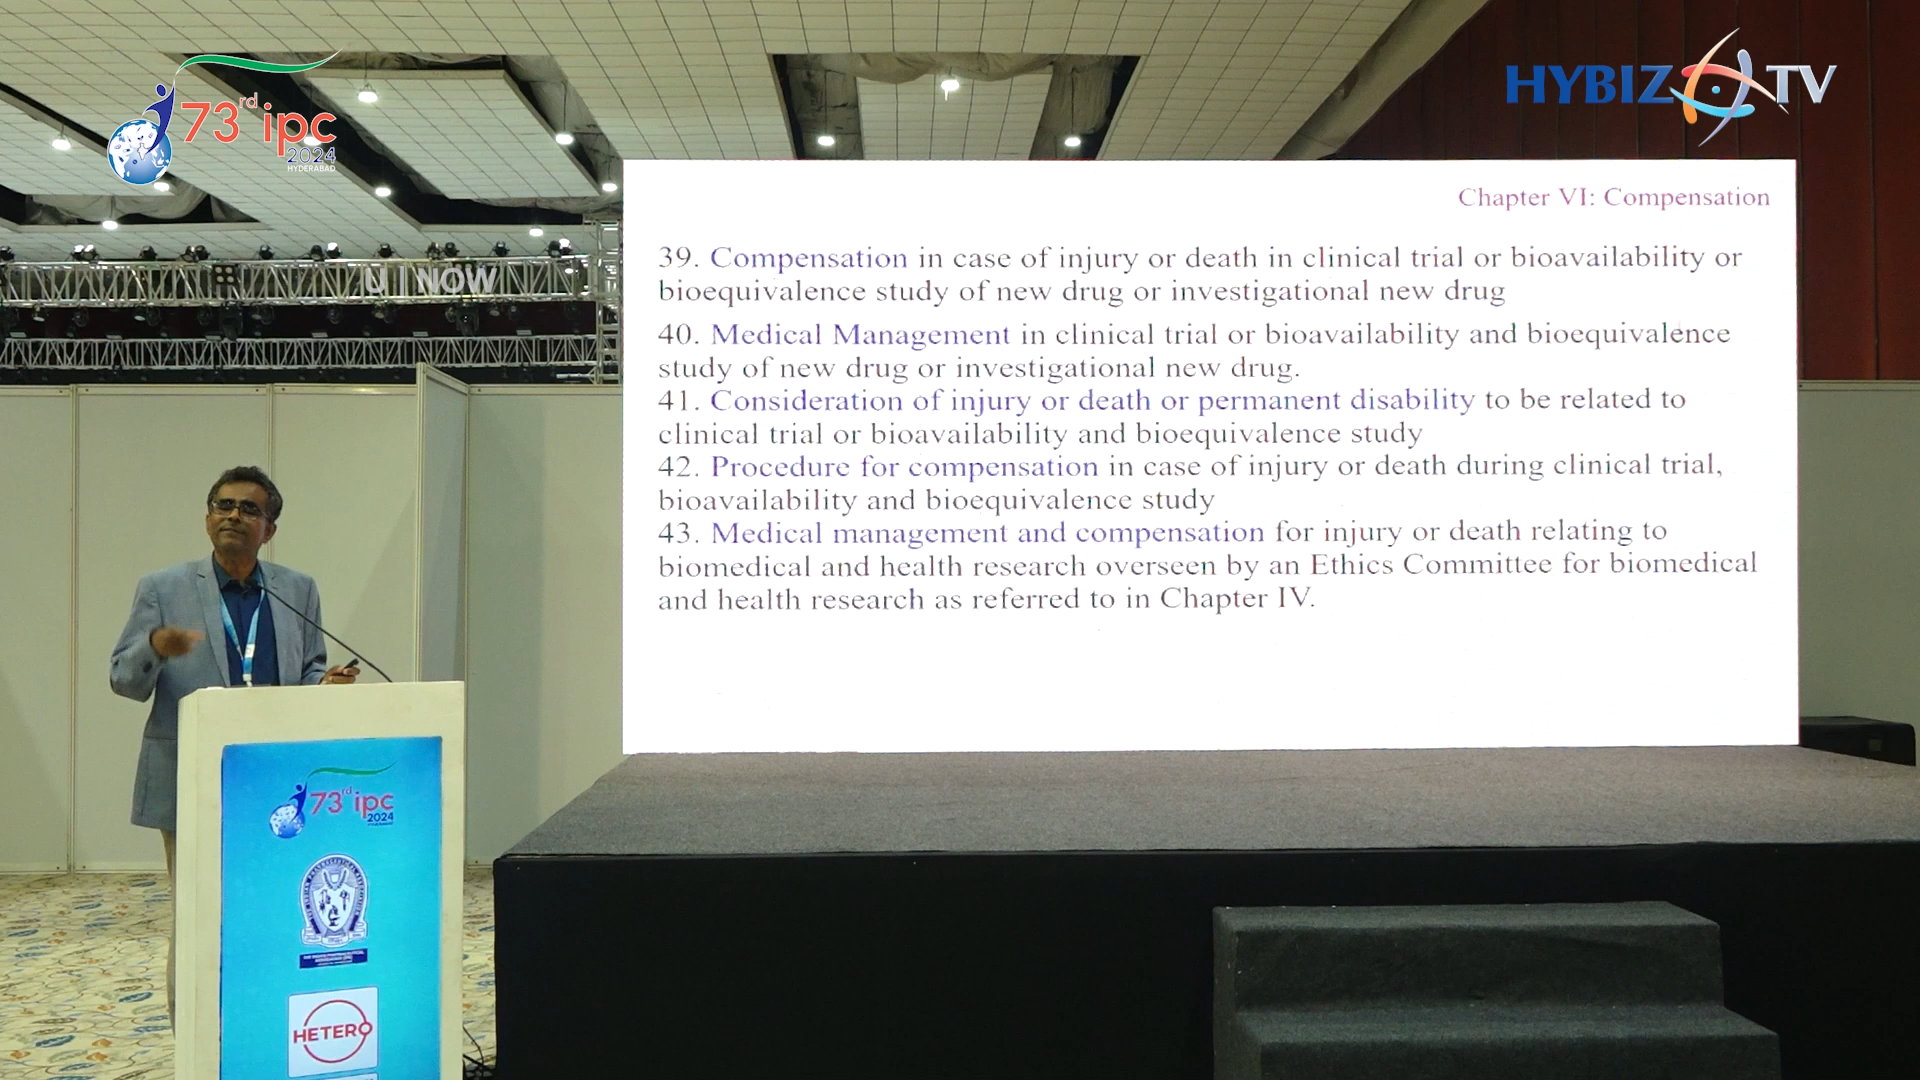 73rd ipc
2024
HYDERABAD
HYBIZ TV
U | NOW
Chapter VI: Compensation
39. Compensation in case of injury or death in clinical trial or bioavailability or
bioequivalence study of new drug or investigational new drug
40. Medical Management in clinical trial or bioavailability and bioequivalence
study of new drug or investigational new drug.
41. Consideration of injury or death or permanent disability to be related to
clinical trial or bioavailability and bioequivalence study
42. Procedure for compensation in case of injury or death during clinical trial,
bioavailability and bioequivalence study
43. Medical management and compensation for injury or death relating to
biomedical and health research overseen by an Ethics Committee for biomedical
and health research as referred to in Chapter IV.
73rd ipc
2024
HETERO